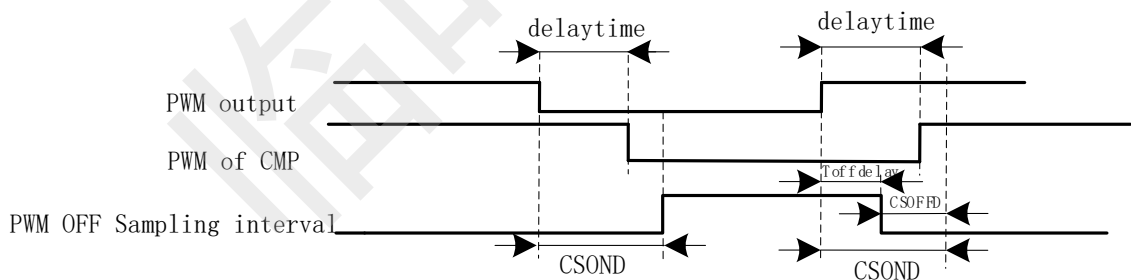 delaytime
delaytime
PWM output
PWM of CMP
Toffdelay
CSOFFD
PWM OFF Sampling interval
CSOND
CSOND